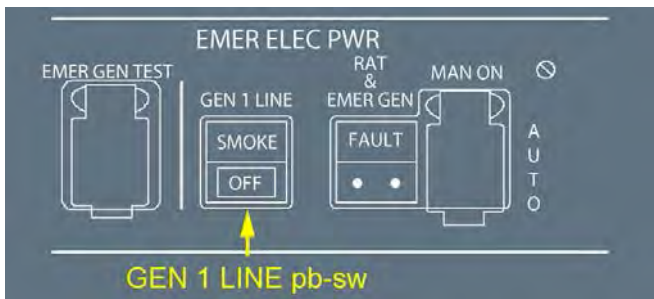 EMER ELEC PWR
EMER GEN TEST
GEN 1 LINE
SMOKE
OFF
RAT
&
EMER GEN
FAULT
MAN ON
AUTO
GEN 1 LINE pb-sw